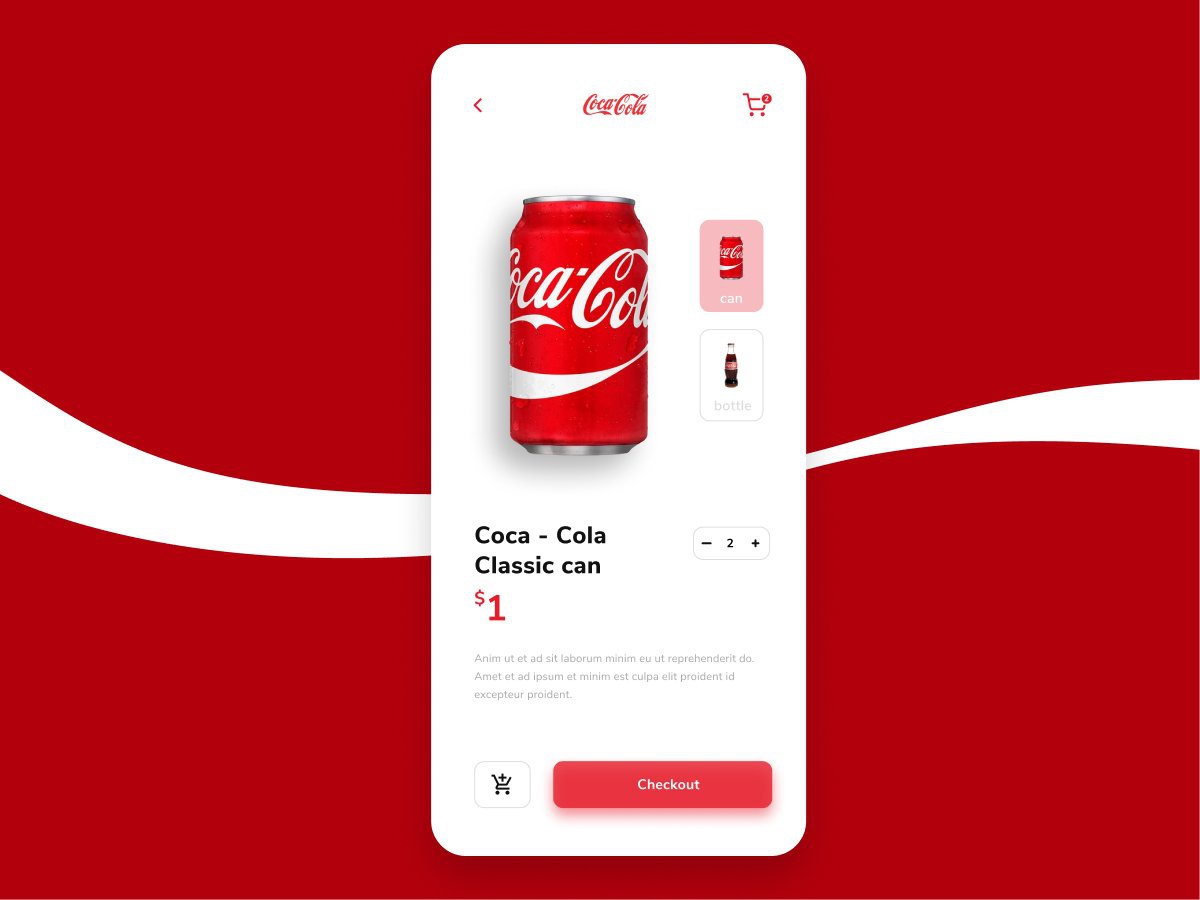 Coca-Cola
2
Coca-Cola
can
bottle
Coca - Cola
Classic can
- 2 +
$1
Anim ut et ad sit laborum minim eu ut reprehenderit do.
Amet et ad ipsum et minim est culpa elit proident id
excepteur proident.
Checkout